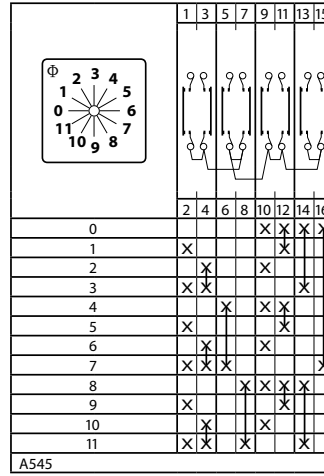 1 3 5 7 9 11 13 15
Φ
2 3 4
1 5
0 6
11 7
10 9 8
2 4 6 8 10 12 14 16
0 X X X X
1 X X
2 X X
3 X X X
4 X X X
5 X X
6 X X
7 X X X X
8 X X X X
9 X X
10 X X
11 X X X X
A545